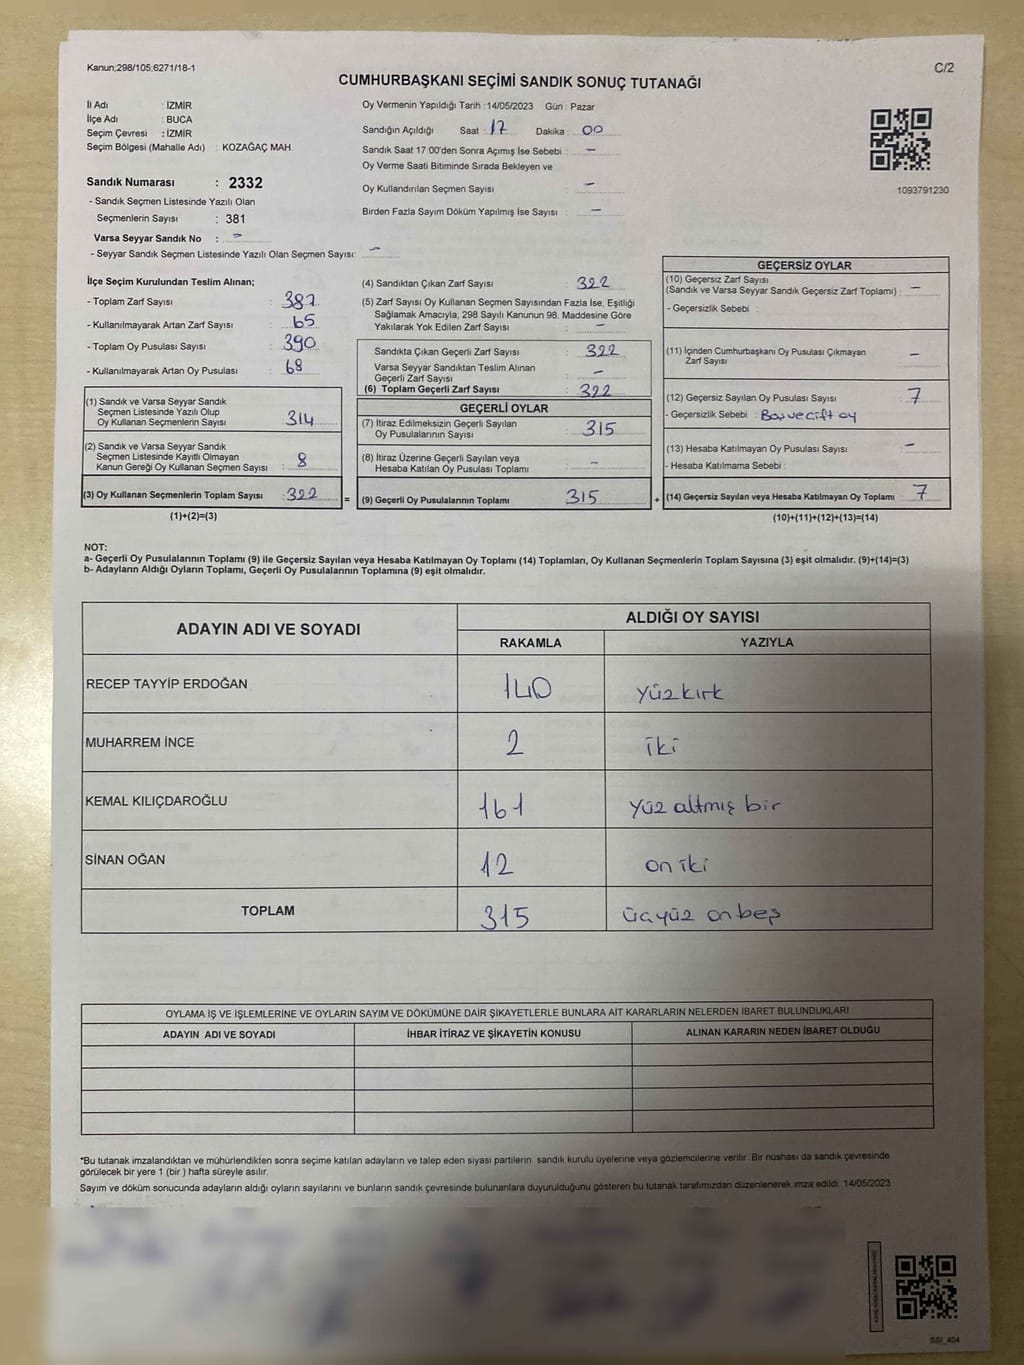 Kanun;298/105;6271/18-1
C/2
CUMHURBAŞKANI SEÇİMİ SANDIK SONUÇ TUTANAĞI
İl Adı : İZMİR
İlçe Adı : BUCA
Seçim Çevresi : İZMİR
Seçim Bölgesi (Mahalle Adı) : KOZAĞAÇ MAH.
Sandık Numarası : 2332
- Sandık Seçmen Listesinde Yazılı Olan
Seçmenlerin Sayısı : 381
Varsa Seyyar Sandık No : -
- Seyyar Sandık Seçmen Listesinde Yazılı Olan Seçmen Sayısı: -
Oy Vermenin Yapıldığı Tarih :14/05/2023 Gün : Pazar
Sandığın Açıldığı Saat : 17 Dakika : 00
Sandık Saat 17:00'den Sonra Açımış İse Sebebi : -
Oy Verme Saati Bitiminde Sırada Bekleyen ve
Oy Kullandırılan Seçmen Sayısı : -
Birden Fazla Sayım Döküm Yapılmış İse Sayısı : -
1093791230
İlçe Seçim Kurulundan Teslim Alınan;
- Toplam Zarf Sayısı : 387
- Kullanılmayarak Artan Zarf Sayısı : 65
- Toplam Oy Pusulası Sayısı : 390
- Kullanılmayarak Artan Oy Pusulası : 68
(1) Sandık ve Varsa Seyyar Sandık
Seçmen Listesinde Yazılı Olup
Oy Kullanan Seçmenlerin Sayısı : 314
(2) Sandık ve Varsa Seyyar Sandık
Seçmen Listesinde Kayıtlı Olmayan
Kanun Gereği Oy Kullanan Seçmen Sayısı : 8
(3) Oy Kullanan Seçmenlerin Toplam Sayısı : 322 =
(1)+(2)=(3)
(4) Sandıktan Çıkan Zarf Sayısı : 322
(5) Zarf Sayısı Oy Kullanan Seçmen Sayısından Fazla İse, Eşitliği
Sağlamak Amacıyla; 298 Sayılı Kanunun 98. Maddesine Göre
Yakılarak Yok Edilen Zarf Sayısı : -
Sandıkta Çıkan Geçerli Zarf Sayısı : 322
Varsa Seyyar Sandıktan Teslim Alınan
Geçerli Zarf Sayısı : -
(6) Toplam Geçerli Zarf Sayısı : 322
GEÇERLİ OYLAR
(7) İtiraz Edilmeksizin Geçerli Sayılan
Oy Pusulalarının Sayısı : 315
(8) İtiraz Üzerine Geçerli Sayılan veya
Hesaba Katılan Oy Pusulası Toplamı : -
(9) Geçerli Oy Pusulalarının Toplamı 315 +
GEÇERSİZ OYLAR
(10) Geçersiz Zarf Sayısı
(Sandık ve Varsa Seyyar Sandık Geçersiz Zarf Toplamı) : -
- Geçersizlik Sebebi :
(11) İçinden Cumhurbaşkanı Oy Pusulası Çıkmayan
Zarf Sayısı -
(12) Geçersiz Sayılan Oy Pusulası Sayısı : 7
- Geçersizlik Sebebi : Boş ve çift oy
(13) Hesaba Katılmayan Oy Pusulası Sayısı : -
- Hesaba Katılmama Sebebi :
(14) Geçersiz Sayılan veya Hesaba Katılmayan Oy Toplamı 7
(10)+(11)+(12)+(13)=(14)
NOT:
a- Geçerli Oy Pusulalarının Toplamı (9) ile Geçersiz Sayılan veya Hesaba Katılmayan Oy Toplamı (14) Toplamları, Oy Kullanan Seçmenlerin Toplam Sayısına (3) eşit olmalıdır. (9)+(14)=(3)
b- Adayların Aldığı Oyların Toplamı, Geçerli Oy Pusulalarının Toplamına (9) eşit olmalıdır.
ADAYIN ADI VE SOYADI
ALDIĞI OY SAYISI
RAKAMLA YAZIYLA
RECEP TAYYİP ERDOĞAN 140 yüz kırk
MUHARREM İNCE 2 iki
KEMAL KILIÇDAROĞLU 161 yüz altmış bir
SİNAN OĞAN 12 on iki
TOPLAM 315 üçyüz onbeş
OYLAMA İŞ VE İŞLEMLERİNE VE OYLARIN SAYIM VE DÖKÜMÜNE DAİR ŞİKAYETLERLE BUNLARA AİT KARARLARIN NELERDEN İBARET BULUNDUKLARI
ADAYIN ADI VE SOYADI İHBAR İTİRAZ VE ŞİKAYETİN KONUSU ALINAN KARARIN NEDEN İBARET OLDUĞU
*Bu tutanak imzalandıktan ve mühürlendikten sonra seçime katılan adayların ve talep eden siyasi partilerin sandık kurulu üyelerine veya gözlemcilerine verilir. Bir nüshası da sandık çevresinde
görülecek bir yere 1 (bir ) hafta süreyle asılır.
Sayım ve döküm sonucunda adayların aldığı oyların sayılarını ve bunların sandık çevresinde bulunanlara duyurulduğunu gösteren bu tutanak tarafımızdan düzenlenerek imza edildi. 14/05/2023
SSI_404